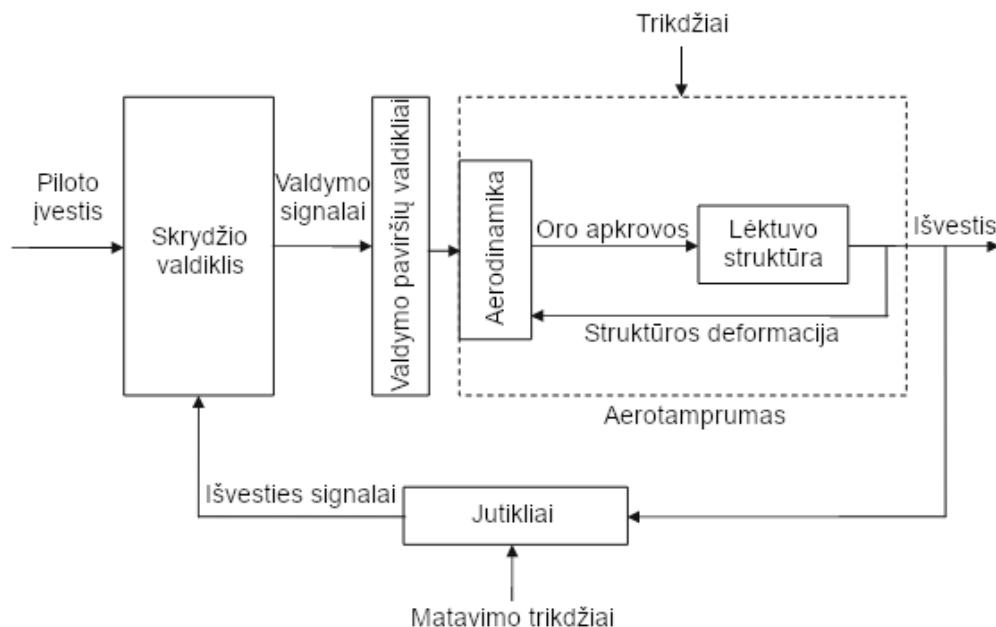 Trikdžiai
Piloto
įvestis
Skrydžio
valdiklis
Valdymo
signalai
Valdymo paviršių valdikliai
Aerodinamika
Oro apkrovos
Lėktuvo
struktūra
Išvestis
Struktūros deformacija
Aerotamprumas
Išvesties signalai
Jutikliai
Matavimo trikdžiai